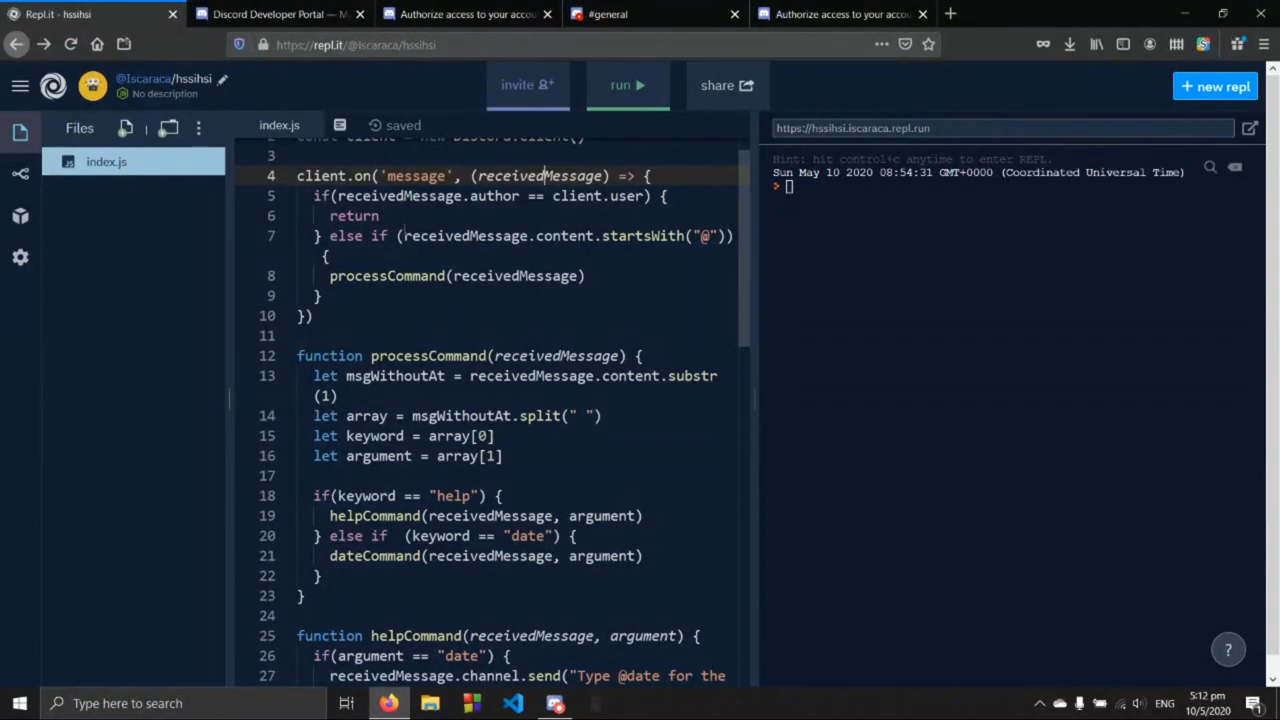 Repl.it - hssihsi
Discord Developer Portal — M
Authorize access to your accou
#general
Authorize access to your accou
https://repl.it/@Iscaraca/hssihsi
@Iscaraca/hssihsi
No description
invite
run
share
+ new repl
Files
index.js
index.js
saved
https://hssihsi.iscaraca.repl.run
Hint: hit control+c anytime to enter REPL.
Sun May 10 2020 08:54:31 GMT+0000 (Coordinated Universal Time)
>
2 const client = new Discord.Client()
3
4 client.on('message', (receivedMessage) => {
5 if(receivedMessage.author == client.user) {
6 return
7 } else if (receivedMessage.content.startsWith("@"))
{
8 processCommand(receivedMessage)
9 }
10 })
11
12 function processCommand(receivedMessage) {
13 let msgWithoutAt = receivedMessage.content.substr
(1)
14 let array = msgWithoutAt.split(" ")
15 let keyword = array[0]
16 let argument = array[1]
17
18 if(keyword == "help") {
19 helpCommand(receivedMessage, argument)
20 } else if (keyword == "date") {
21 dateCommand(receivedMessage, argument)
22 }
23 }
24
25 function helpCommand(receivedMessage, argument) {
26 if(argument == "date") {
27 receivedMessage.channel.send("Type @date for the
?
Type here to search
ENG
5:12 pm
10/5/2020
1